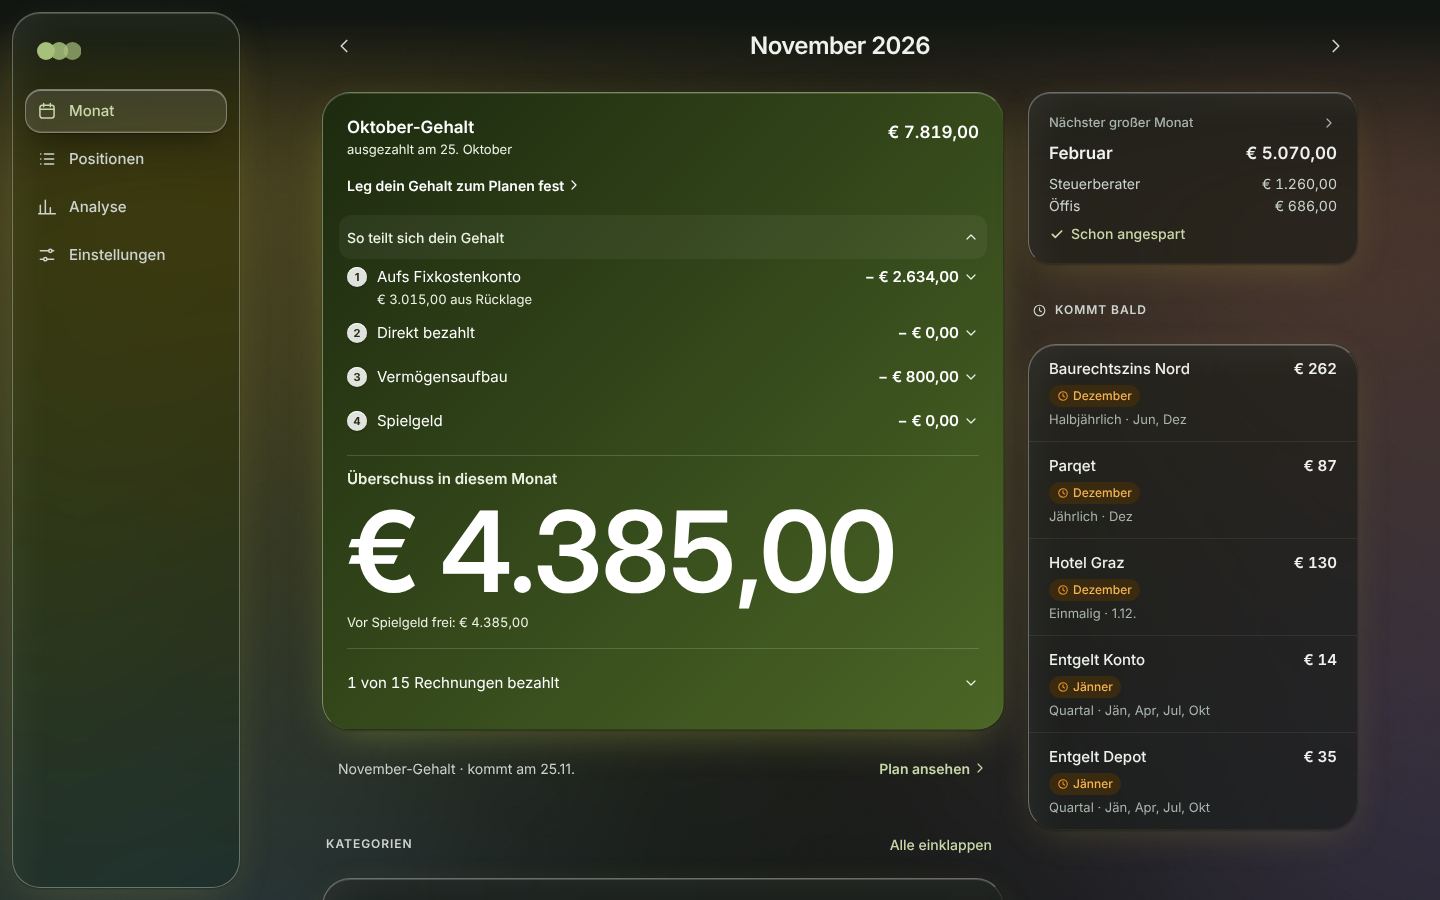 Monat
Positionen
Analyse
Einstellungen
November 2026
Oktober-Gehalt
€ 7.819,00
ausgezahlt am 25. Oktober
Leg dein Gehalt zum Planen fest
So teilt sich dein Gehalt
1 Aufs Fixkostenkonto – € 2.634,00
€ 3.015,00 aus Rücklage
2 Direkt bezahlt – € 0,00
3 Vermögensaufbau – € 800,00
4 Spielgeld – € 0,00
Überschuss in diesem Monat
€ 4.385,00
Vor Spielgeld frei: € 4.385,00
1 von 15 Rechnungen bezahlt
November-Gehalt · kommt am 25.11.
Plan ansehen
KATEGORIEN
Alle einklappen
Nächster großer Monat
Februar € 5.070,00
Steuerberater € 1.260,00
Öffis € 686,00
Schon angespart
KOMMT BALD
Baurechtszins Nord € 262
Dezember
Halbjährlich · Jun, Dez
Parqet € 87
Dezember
Jährlich · Dez
Hotel Graz € 130
Dezember
Einmalig · 1.12.
Entgelt Konto € 14
Jänner
Quartal · Jän, Apr, Jul, Okt
Entgelt Depot € 35
Jänner
Quartal · Jän, Apr, Jul, Okt